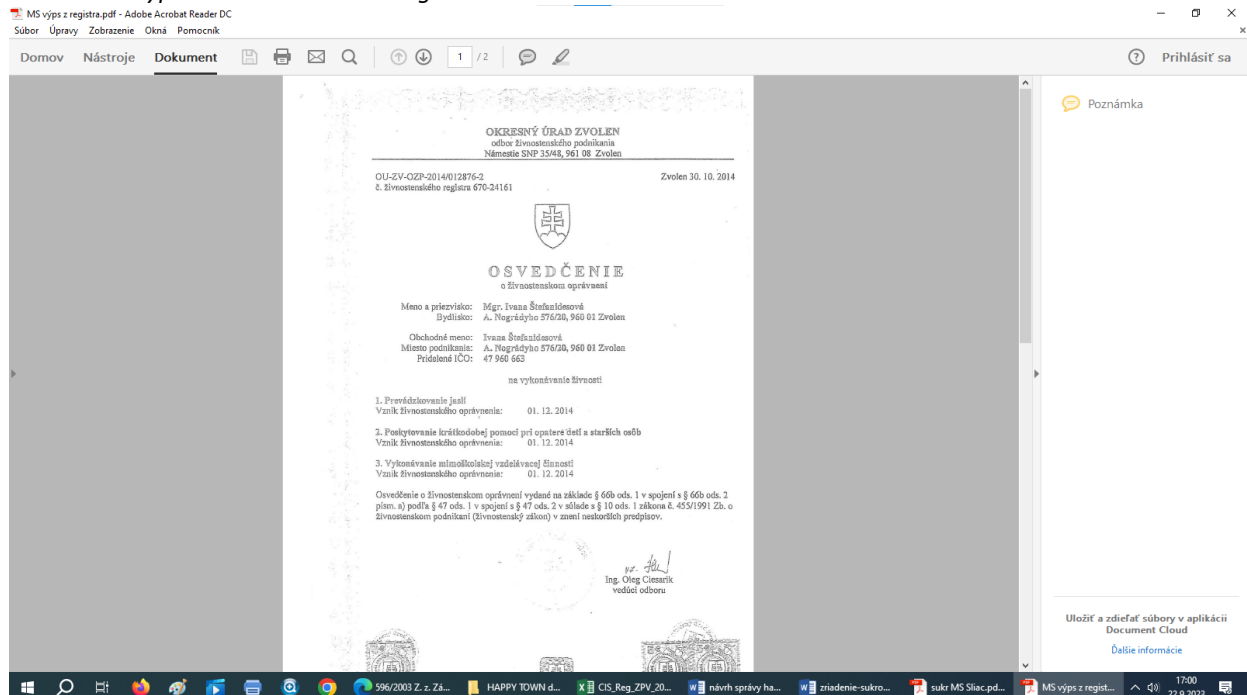 MS výps z registra.pdf - Adobe Acrobat Reader DC
Súbor Úpravy Zobrazenie Okná Pomocník
Domov Nástroje Dokument 1 / 2 Prihlásiť sa
Poznámka
OKRESNÝ ÚRAD ZVOLEN
odbor živnostenského podnikania
Námestie SNP 35/48, 961 08 Zvolen
OU-ZV-OZP-2014/012876-2 Zvolen 30. 10. 2014
č. živnostenského registra 670-24161
OSVEDČENIE
o živnostenskom oprávnení
Meno a priezvisko: Mgr. Ivana Štefanidesová
Bydlisko: A. Nográdyho 576/20, 960 01 Zvolen
Obchodné meno: Ivana Štefanidesová
Miesto podnikania: A. Nográdyho 576/20, 960 01 Zvolen
Pridelené IČO: 47 960 663
na vykonávanie živností
1. Prevádzkovanie jaslí
Vznik živnostenského oprávnenia: 01. 12. 2014
2. Poskytovanie krátkodobej pomoci pri opatere detí a starších osôb
Vznik živnostenského oprávnenia: 01. 12. 2014
3. Vykonávanie mimoškolskej vzdelávacej činnosti
Vznik živnostenského oprávnenie: 01. 12. 2014
Osvedčenie o živnostenskom oprávnení vydané na základe § 66b ods. 1 v spojení s § 66b ods. 2
písm. a) podľa § 47 ods. 1 v spojení s § 47 ods. 2 v súlade s § 10 ods. 1 zákona č. 455/1991 Zb. o
živnostenskom podnikaní (živnostenský zákon) v znení neskorších predpisov.
Ing. Oleg Ciesarik
vedúci odboru
Uložiť a zdieľať súbory v aplikácii
Document Cloud
Ďalšie informácie
596/2003 Z. z. Zá... HAPPY TOWN d... CIS_Reg_ZPV_20... návrh správy ha... zriadenie-sukro... sukr MS Sliac.pd... MS výps z regist... 17:00
22.9.2022